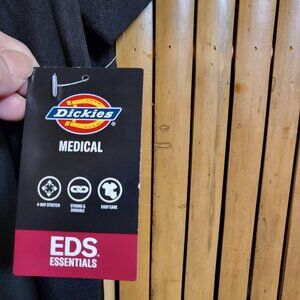 Dickies
®
MEDICAL
4-WAY STRETCH
STRONG & DURABLE
EASY CARE
EDS
ESSENTIALS